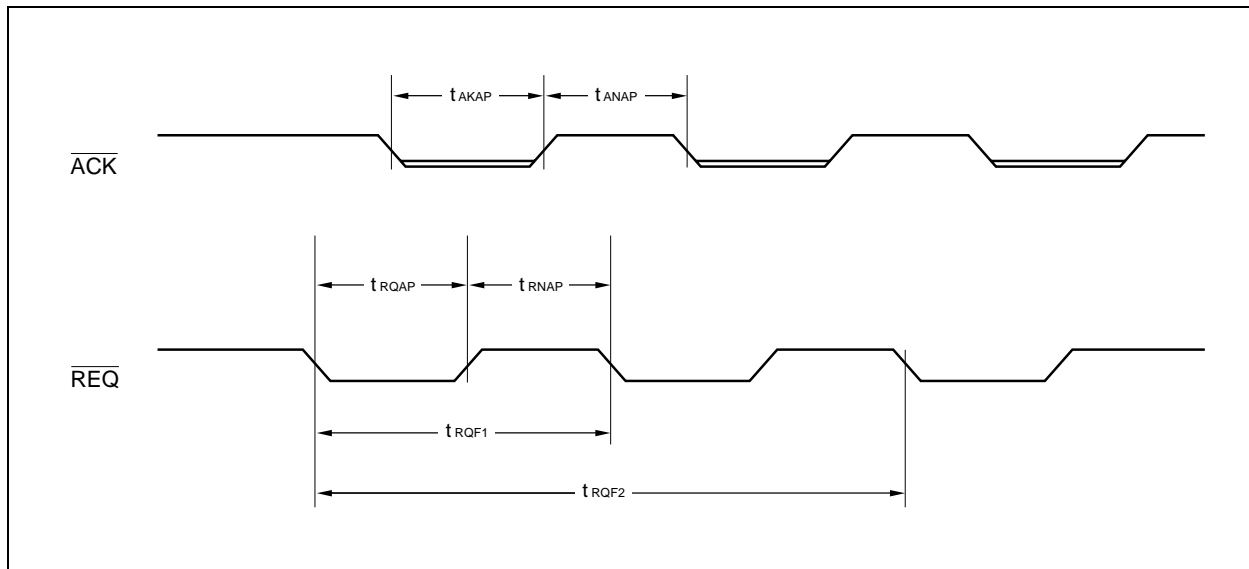 t AKAP
t ANAP
ACK
t RQAP
t RNAP
REQ
t RQF1
t RQF2